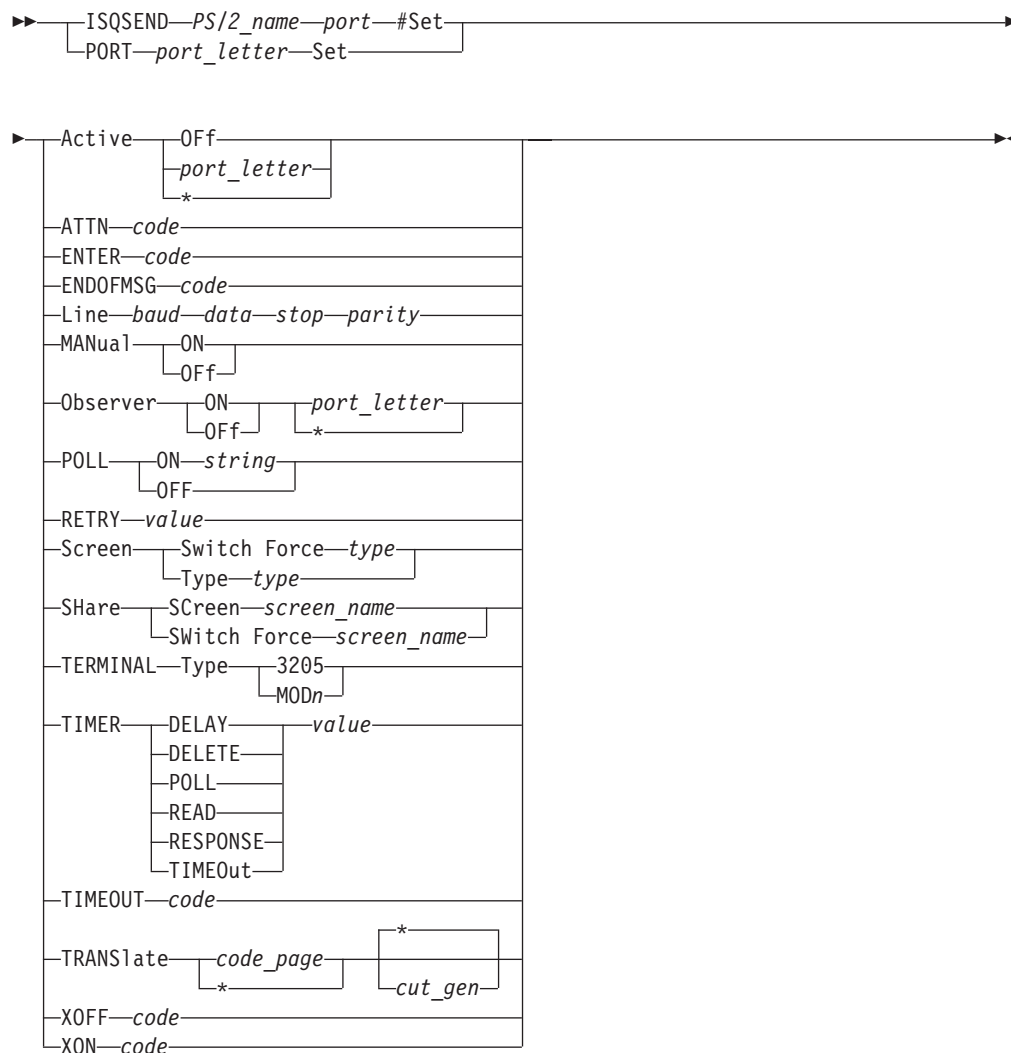 ISQSEND PS/2_name port #Set
PORT port_letter Set
Active OFf
port_letter
*
ATTN code
ENTER code
ENDOFMSG code
Line baud data stop parity
MANual ON
OFf
Observer ON port_letter
OFf *
POLL ON string
OFF
RETRY value
Screen Switch Force type
Type type
SHare SCreen screen_name
SWitch Force screen_name
TERMINAL Type 3205
MODn
TIMER DELAY value
DELETE
POLL
READ
RESPONSE
TIMEOut
TIMEOUT code
*
TRANSlate code_page
* cut_gen
XOFF code
XON code